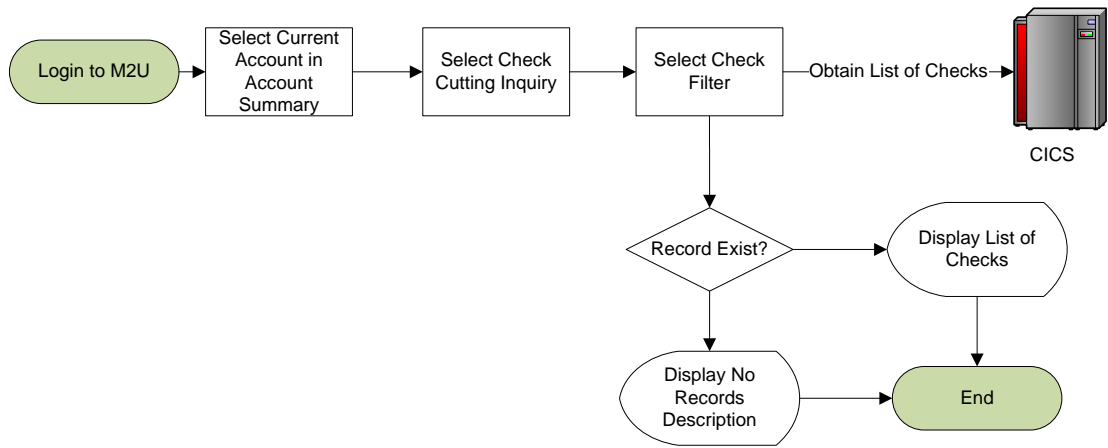 Login to M2U
Select Current
Account in
Account
Summary
Select Check
Cutting Inquiry
Select Check
Filter
Obtain List of Checks
CICS
Record Exist?
Display List of
Checks
Display No
Records
Description
End